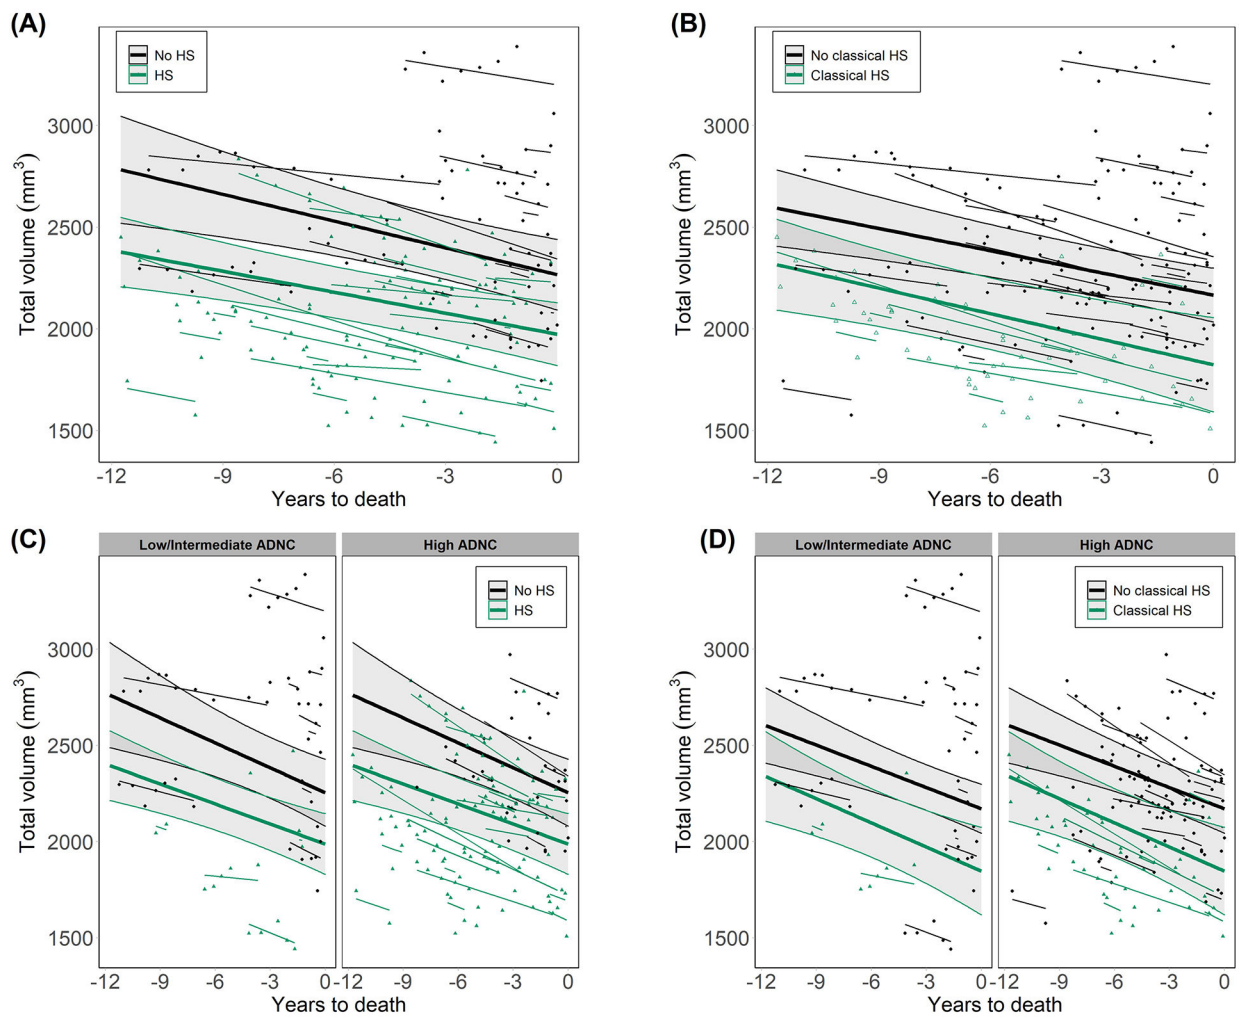 (A)
No HS
HS
Total volume (mm³)
3000
2500
2000
1500
-12
-9
-6
-3
0
Years to death
(B)
No classical HS
Classical HS
Total volume (mm³)
3000
2500
2000
1500
-12
-9
-6
-3
0
Years to death
(C)
Low/Intermediate ADNC
High ADNC
No HS
HS
Total volume (mm³)
3000
2500
2000
1500
-12
-9
-6
-3
0
-12
-9
-6
-3
0
Years to death
(D)
Low/Intermediate ADNC
High ADNC
No classical HS
Classical HS
Total volume (mm³)
3000
2500
2000
1500
-12
-9
-6
-3
0
-12
-9
-6
-3
0
Years to death